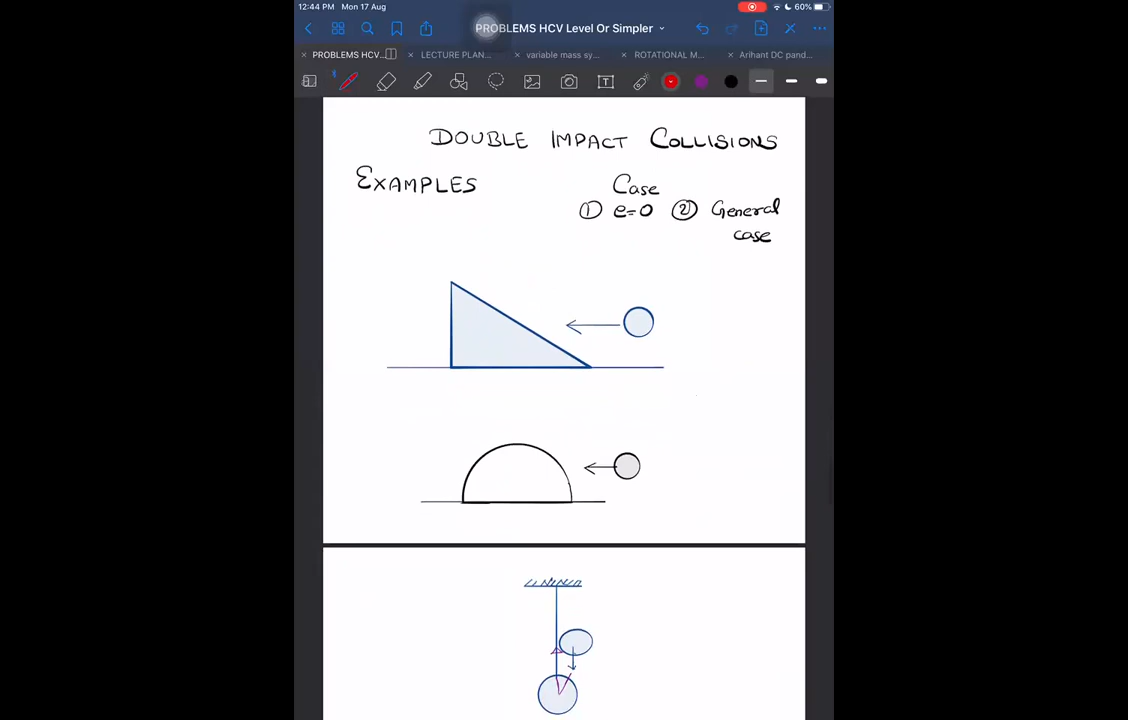 12:44 PM Mon 17 Aug
60%
PROBLEMS HCV Level Or Simpler
PROBLEMS HCV...
LECTURE PLAN...
variable mass sy...
ROTATIONAL M...
Arihant DC pand...
DOUBLE IMPACT COLLISIONS
EXAMPLES
Case
① e=0 ② General
case